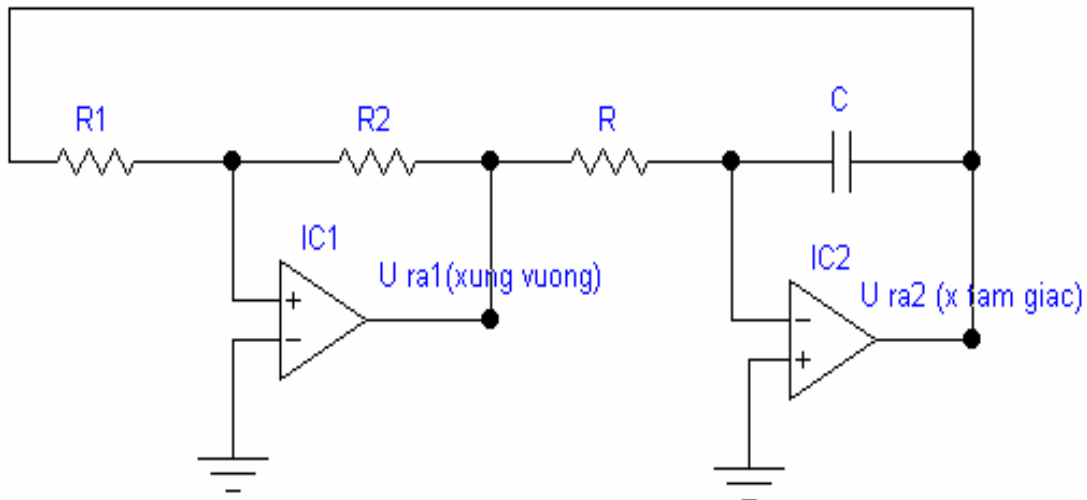 R1
R2
R
C
IC1
U ra1(xung vuong)
IC2
U ra2 (x tam giac)
+
−
−
+